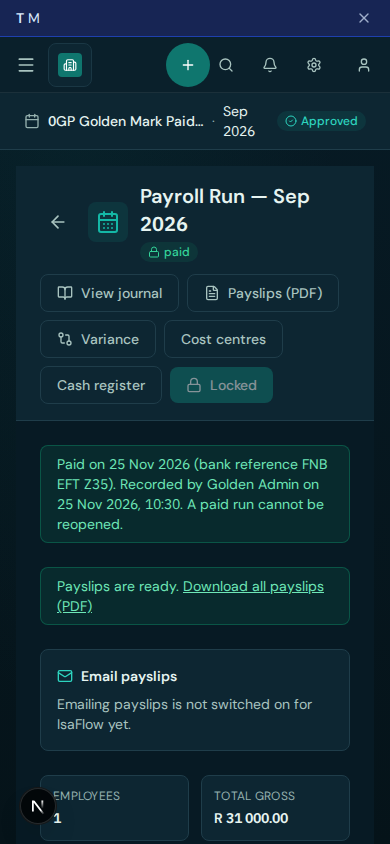 T M
0GP Golden Mark Paid... · Sep 2026 Approved
Payroll Run — Sep
2026
paid
View journal Payslips (PDF)
Variance Cost centres
Cash register Locked
Paid on 25 Nov 2026 (bank reference FNB
EFT Z35). Recorded by Golden Admin on
25 Nov 2026, 10:30. A paid run cannot be
reopened.
Payslips are ready. Download all payslips
(PDF)
Email payslips
Emailing payslips is not switched on for
IsaFlow yet.
EMPLOYEES TOTAL GROSS
1 R 31 000.00
N